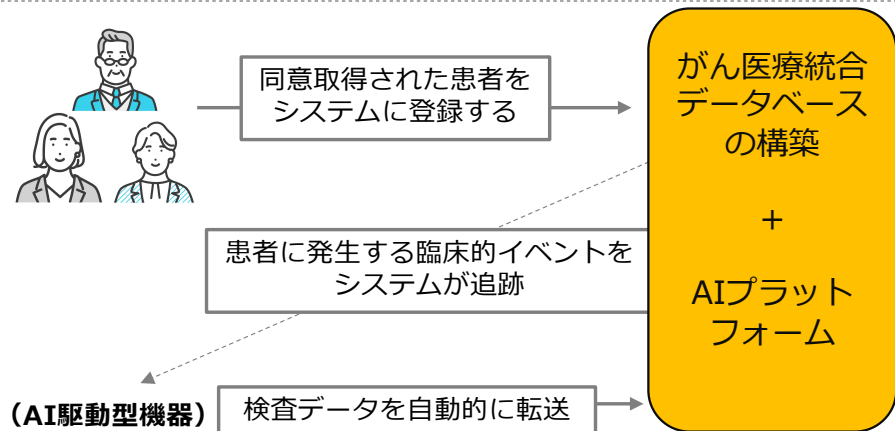 同意取得された患者を
システムに登録する
がん医療統合
データベース
の構築
+
AIプラット
フォーム
患者に発生する臨床的イベントを
システムが追跡
(AI駆動型機器)
検査データを自動的に転送